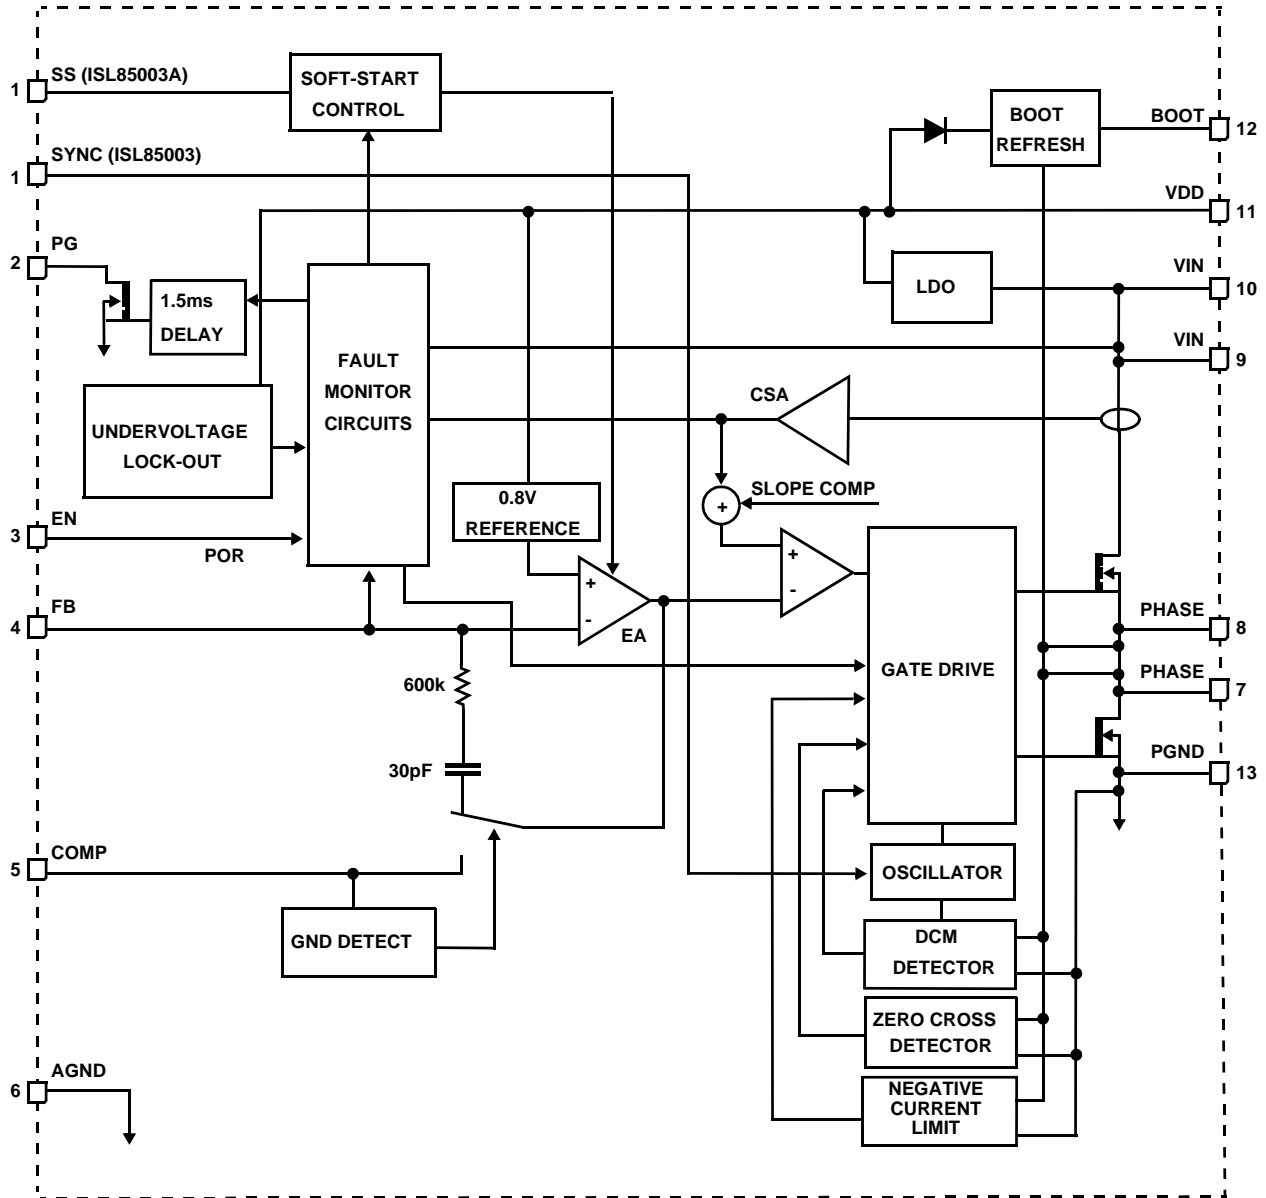 SS (ISL85003A)
1
SOFT-START
CONTROL
SYNC (ISL85003)
1
BOOT
REFRESH
BOOT
12
VDD
11
PG
2
1.5ms
DELAY
LDO
VIN
10
VIN
9
FAULT
MONITOR
CIRCUITS
CSA
UNDERVOLTAGE
LOCK-OUT
SLOPE COMP
+
0.8V
REFERENCE
EN
3
POR
+
-
EA
+
-
FB
4
GATE DRIVE
PHASE
8
PHASE
7
600k
30pF
PGND
13
COMP
5
GND DETECT
OSCILLATOR
DCM
DETECTOR
ZERO CROSS
DETECTOR
NEGATIVE
CURRENT
LIMIT
AGND
6